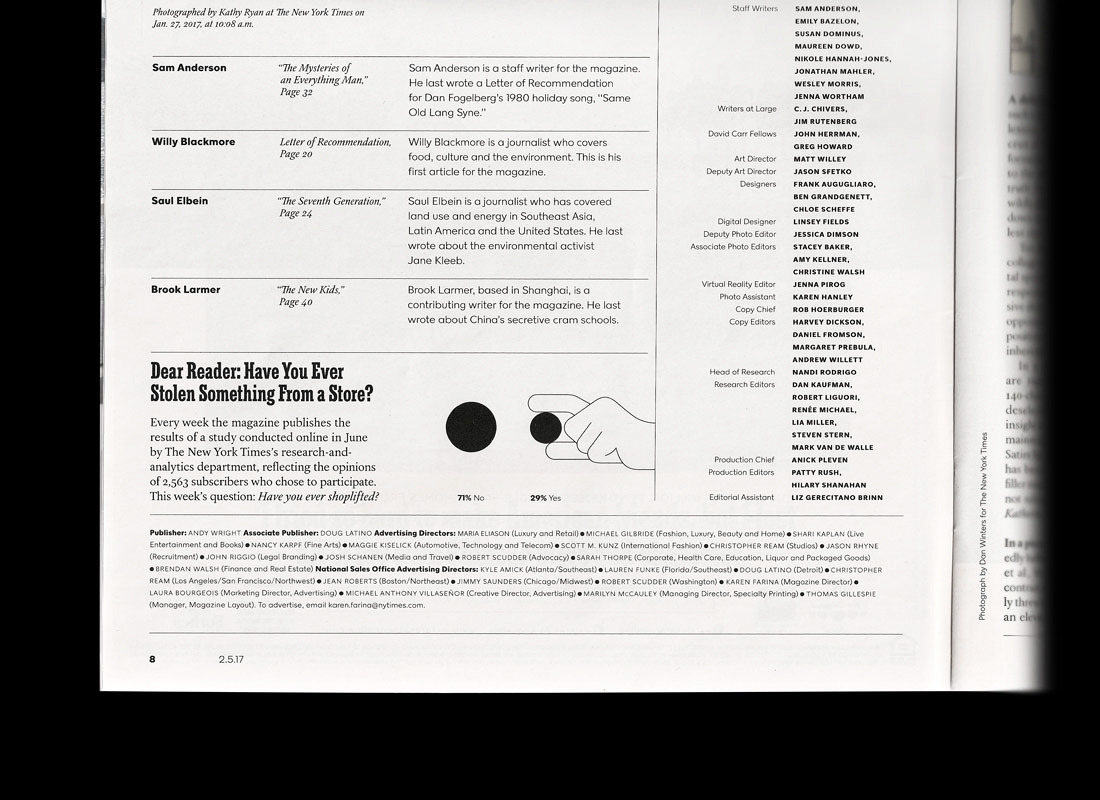 Photographed by Kathy Ryan at The New York Times on
Jan. 27, 2017, at 10:08 a.m.
Sam Anderson
“The Mysteries of
an Everything Man,”
Page 32
Sam Anderson is a staff writer for the magazine.
He last wrote a Letter of Recommendation
for Dan Fogelberg’s 1980 holiday song, “Same
Old Lang Syne.”
Willy Blackmore
Letter of Recommendation,
Page 20
Willy Blackmore is a journalist who covers
food, culture and the environment. This is his
first article for the magazine.
Saul Elbein
“The Seventh Generation,”
Page 24
Saul Elbein is a journalist who has covered
land use and energy in Southeast Asia,
Latin America and the United States. He last
wrote about the environmental activist
Jane Kleeb.
Brook Larmer
“The New Kids,”
Page 40
Brook Larmer, based in Shanghai, is a
contributing writer for the magazine. He last
wrote about China’s secretive cram schools.
Dear Reader: Have You Ever
Stolen Something From a Store?
Every week the magazine publishes the
results of a study conducted online in June
by The New York Times’s research-and-
analytics department, reflecting the opinions
of 2,563 subscribers who chose to participate.
This week’s question: Have you ever shoplifted?
71% No
29% Yes
Staff Writers SAM ANDERSON,
EMILY BAZELON,
SUSAN DOMINUS,
MAUREEN DOWD,
NIKOLE HANNAH-JONES,
JONATHAN MAHLER,
WESLEY MORRIS,
JENNA WORTHAM
Writers at Large C. J. CHIVERS,
JIM RUTENBERG
David Carr Fellows JOHN HERRMAN,
GREG HOWARD
Art Director MATT WILLEY
Deputy Art Director JASON SFETKO
Designers FRANK AUGUGLIARO,
BEN GRANDGENETT,
CHLOE SCHEFFE
Digital Designer LINSEY FIELDS
Deputy Photo Editor JESSICA DIMSON
Associate Photo Editors STACEY BAKER,
AMY KELLNER,
CHRISTINE WALSH
Virtual Reality Editor JENNA PIROG
Photo Assistant KAREN HANLEY
Copy Chief ROB HOERBURGER
Copy Editors HARVEY DICKSON,
DANIEL FROMSON,
MARGARET PREBULA,
ANDREW WILLETT
Head of Research NANDI RODRIGO
Research Editors DAN KAUFMAN,
ROBERT LIGUORI,
RENÉE MICHAEL,
LIA MILLER,
STEVEN STERN,
MARK VAN DE WALLE
Production Chief ANICK PLEVEN
Production Editors PATTY RUSH,
HILARY SHANAHAN
Editorial Assistant LIZ GERECITANO BRINN
Publisher: ANDY WRIGHT Associate Publisher: DOUG LATINO Advertising Directors: MARIA ELIASON (Luxury and Retail) ● MICHAEL GILBRIDE (Fashion, Luxury, Beauty and Home) ● SHARI KAPLAN (Live
Entertainment and Books) ● NANCY KARPF (Fine Arts) ● MAGGIE KISELICK (Automotive, Technology and Telecom) ● SCOTT M. KUNZ (International Fashion) ● CHRISTOPHER REAM (Studios) ● JASON RHYNE
(Recruitment) ● JOHN RIGGIO (Legal Branding) ● JOSH SCHANEN (Media and Travel) ● ROBERT SCUDDER (Advocacy) ● SARAH THORPE (Corporate, Health Care, Education, Liquor and Packaged Goods)
● BRENDAN WALSH (Finance and Real Estate) National Sales Office Advertising Directors: KYLE AMICK (Atlanta/Southeast) ● LAUREN FUNKE (Florida/Southeast) ● DOUG LATINO (Detroit) ● CHRISTOPHER
REAM (Los Angeles/San Francisco/Northwest) ● JEAN ROBERTS (Boston/Northeast) ● JIMMY SAUNDERS (Chicago/Midwest) ● ROBERT SCUDDER (Washington) ● KAREN FARINA (Magazine Director) ●
LAURA BOURGEOIS (Marketing Director, Advertising) ● MICHAEL ANTHONY VILLASEÑOR (Creative Director, Advertising) ● MARILYN McCAULEY (Managing Director, Specialty Printing) ● THOMAS GILLESPIE
(Manager, Magazine Layout). To advertise, email karen.farina@nytimes.com.
8
2.5.17
Photograph by Dan Winters for The New York Times